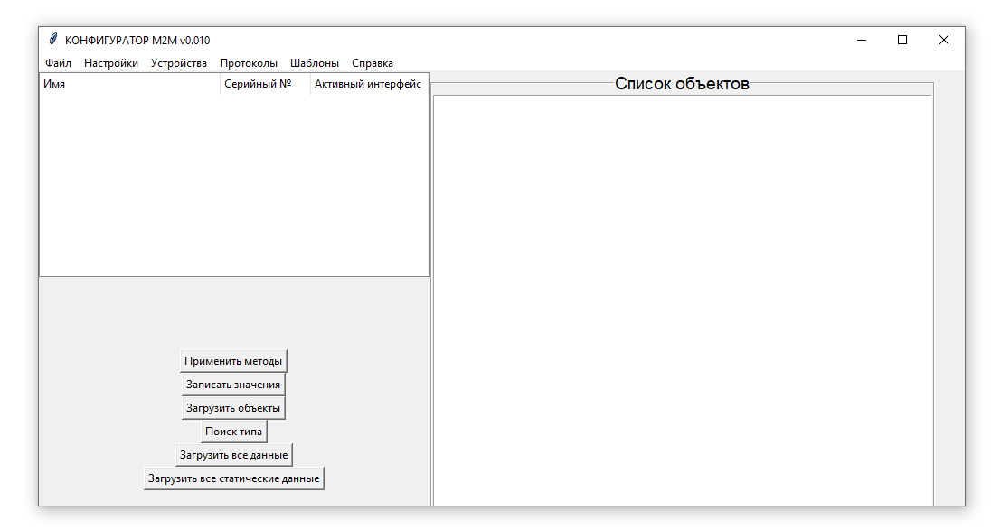 КОНФИГУРАТОР M2M v0.010
Файл Настройки Устройства Протоколы Шаблоны Справка
Имя Серийный № Активный интерфейс
Список объектов
Применить методы
Записать значения
Загрузить объекты
Поиск типа
Загрузить все данные
Загрузить все статические данные